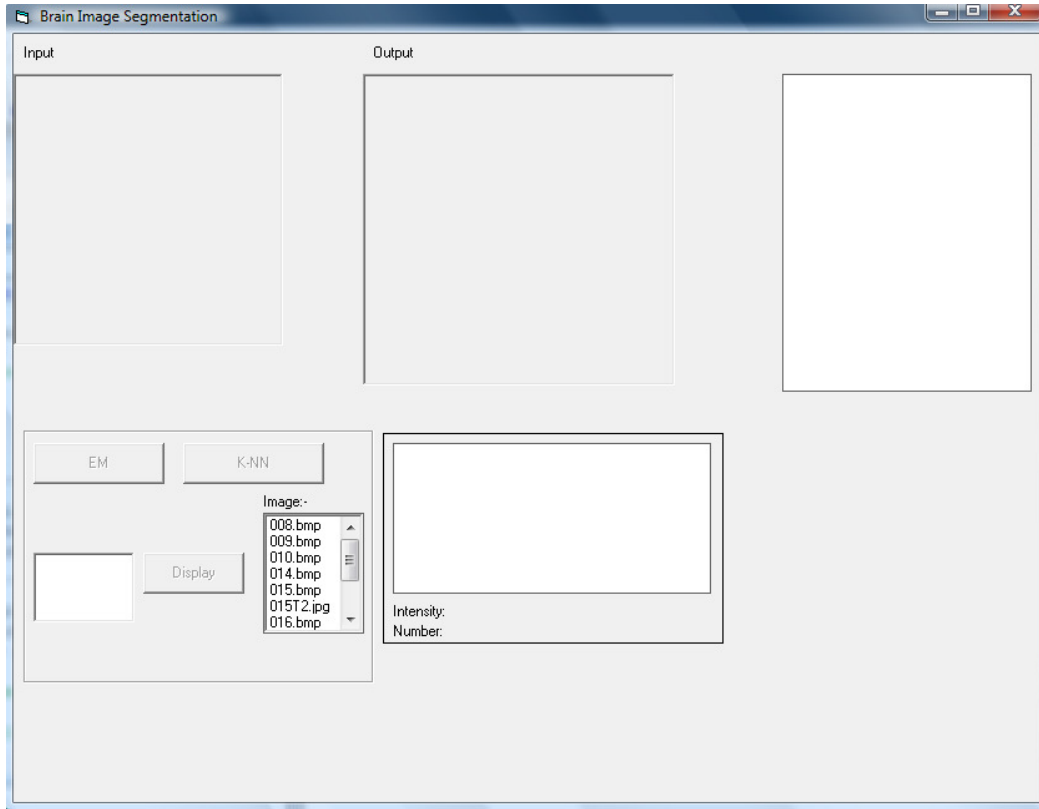 Brain Image Segmentation
Input
Output
EM
K-NN
Image:-
008.bmp
009.bmp
010.bmp
014.bmp
015.bmp
015T2.jpg
016.bmp
Display
Intensity:
Number: